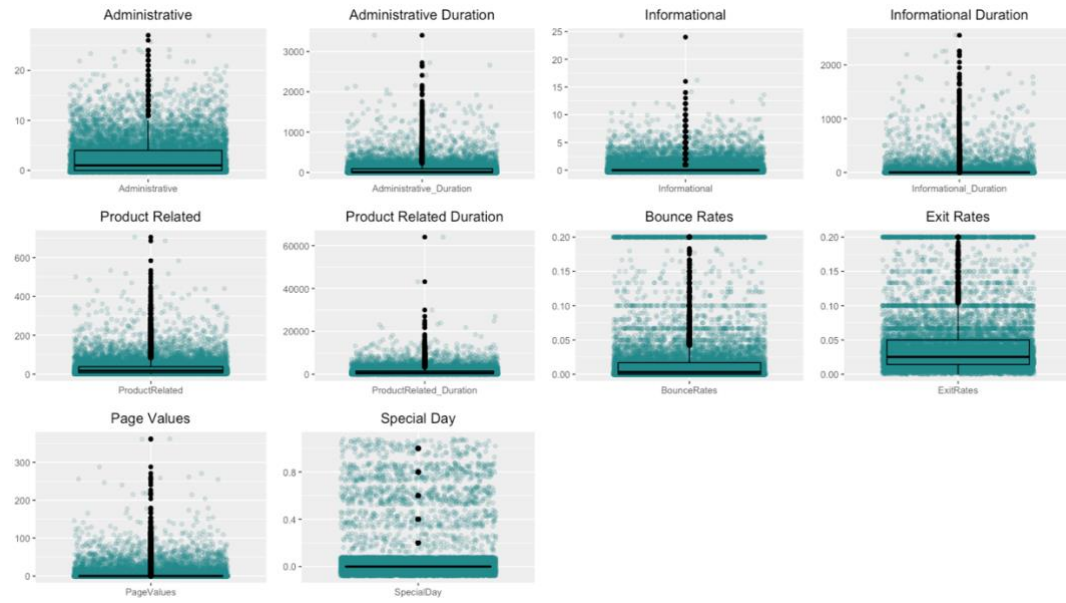 Administrative
Administrative Duration
Informational
Informational Duration
20
10
0
Administrative
3000
2000
1000
0
Administrative_Duration
25
20
15
10
5
0
Informational
2000
1000
0
Informational_Duration
Product Related
Product Related Duration
Bounce Rates
Exit Rates
600
400
200
0
ProductRelated
60000
40000
20000
0
ProductRelated_Duration
0.20
0.15
0.10
0.05
0.00
BounceRates
0.20
0.15
0.10
0.05
0.00
ExitRates
Page Values
Special Day
300
200
100
0
PageValues
0.8
0.4
0.0
SpecialDay